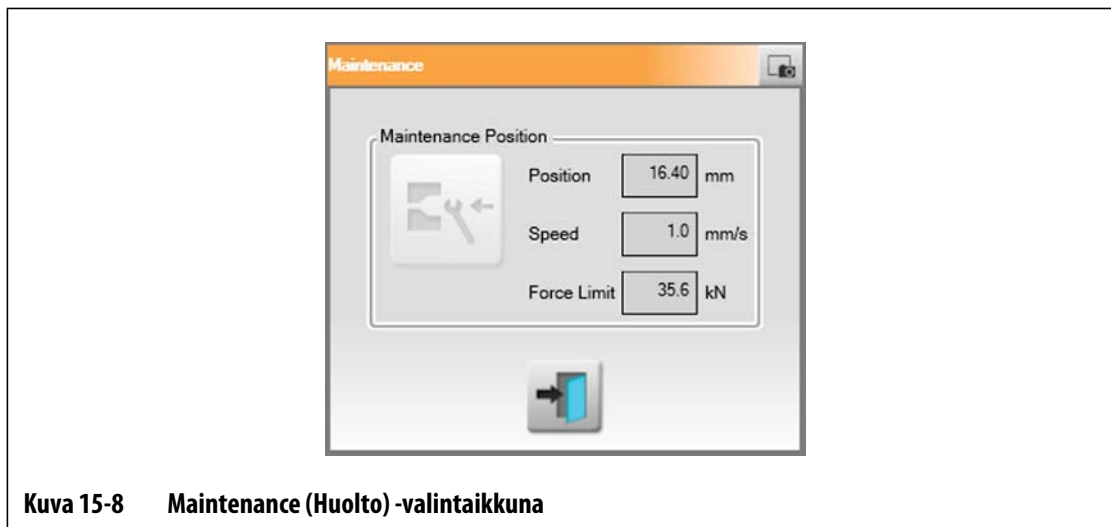 Maintenance
Maintenance Position
Position 16.40 mm
Speed 1.0 mm/s
Force Limit 35.6 kN
Kuva 15-8 Maintenance (Huolto) -valintaikkuna